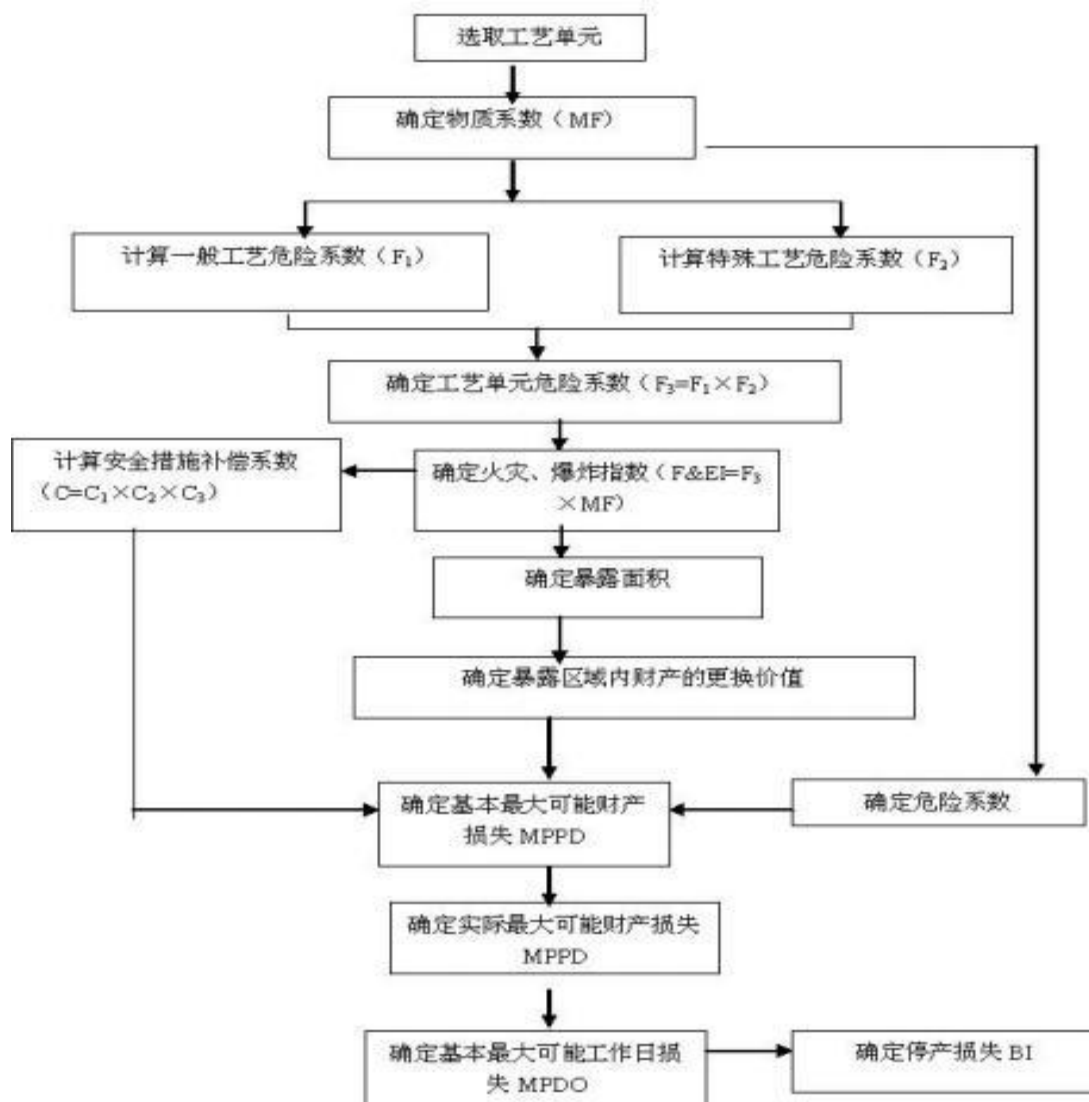 选取工艺单元
确定物质系数（MF）
计算一般工艺危险系数（F₁）
计算特殊工艺危险系数（F₂）
确定工艺单元危险系数（F₃=F₁×F₂）
计算安全措施补偿系数
（C=C₁×C₂×C₃）
确定火灾、爆炸指数（F&EI=F₃
×MF）
确定暴露面积
确定暴露区域内财产的更换价值
确定基本最大可能财产
损失 MPPD
确定危险系数
确定实际最大可能财产损失
MPPD
确定基本最大可能工作日损
失 MPDO
确定停产损失 BI